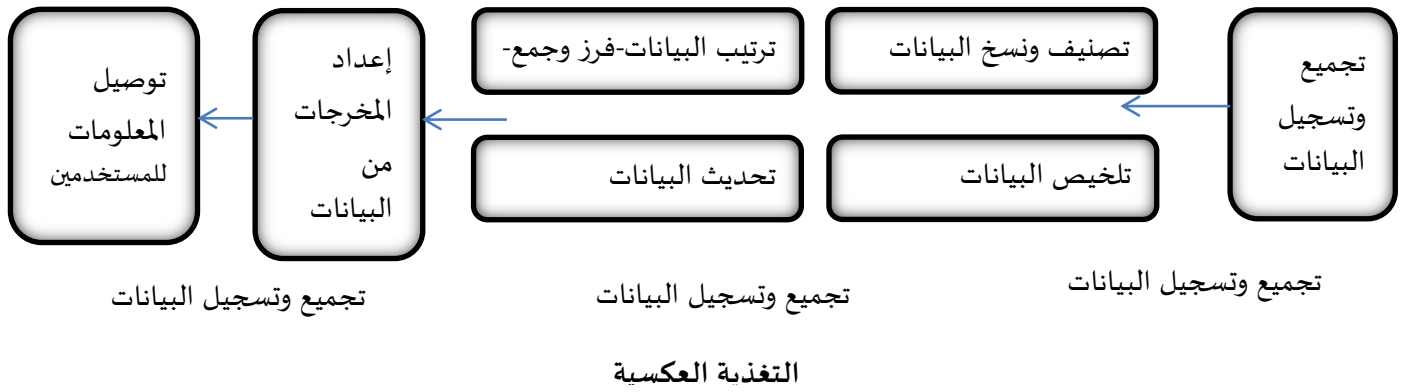 تجميع
وتسجيل
البيانات
تصنيف ونسخ البيانات
ترتيب البيانات-فرز وجمع-
تلخيص البيانات
تحديث البيانات
إعداد
المخرجات
من
البيانات
توصيل
المعلومات
للمستخدمين
تجميع وتسجيل البيانات
تجميع وتسجيل البيانات
تجميع وتسجيل البيانات
التغذية العكسية